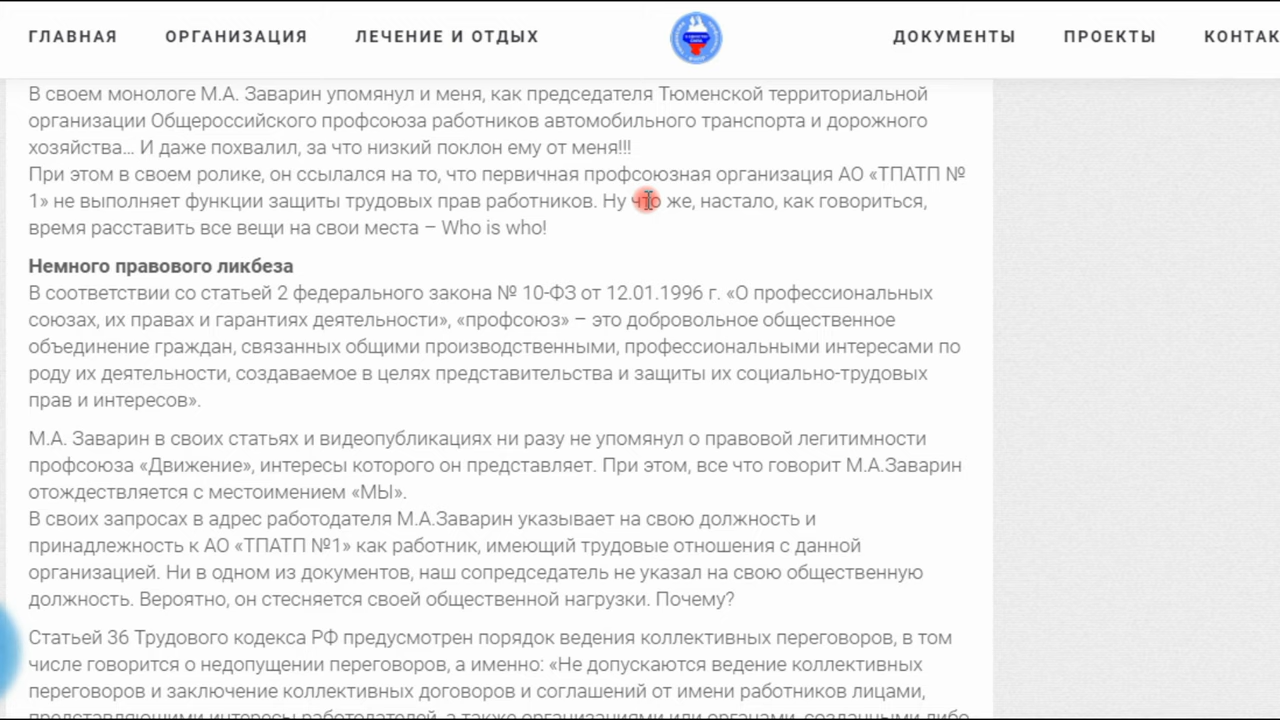 ГЛАВНАЯ ОРГАНИЗАЦИЯ ЛЕЧЕНИЕ И ОТДЫХ ДОКУМЕНТЫ ПРОЕКТЫ КОНТАК
В своем монологе М.А. Заварин упомянул и меня, как председателя Тюменской территориальной
организации Общероссийского профсоюза работников автомобильного транспорта и дорожного
хозяйства... И даже похвалил, за что низкий поклон ему от меня!!!
При этом в своем ролике, он ссылался на то, что первичная профсоюзная организация АО «ТПАТП №
1» не выполняет функции защиты трудовых прав работников. Ну что же, настало, как говориться,
время расставить все вещи на свои места – Who is who!
Немного правового ликбеза
В соответствии со статьей 2 федерального закона № 10-ФЗ от 12.01.1996 г. «О профессиональных
союзах, их правах и гарантиях деятельности», «профсоюз» – это добровольное общественное
объединение граждан, связанных общими производственными, профессиональными интересами по
роду их деятельности, создаваемое в целях представительства и защиты их социально-трудовых
прав и интересов».
М.А. Заварин в своих статьях и видеопубликациях ни разу не упомянул о правовой легитимности
профсоюза «Движение», интересы которого он представляет. При этом, все что говорит М.А.Заварин
отождествляется с местоимением «МЫ».
В своих запросах в адрес работодателя М.А.Заварин указывает на свою должность и
принадлежность к АО «ТПАТП №1» как работник, имеющий трудовые отношения с данной
организацией. Ни в одном из документов, наш сопредседатель не указал на свою общественную
должность. Вероятно, он стесняется своей общественной нагрузки. Почему?
Статьей 36 Трудового кодекса РФ предусмотрен порядок ведения коллективных переговоров, в том
числе говорится о недопущении переговоров, а именно: «Не допускаются ведение коллективных
переговоров и заключение коллективных договоров и соглашений от имени работников лицами,
представляющими интересы работодателей, а также организациями или органами, созданными либо